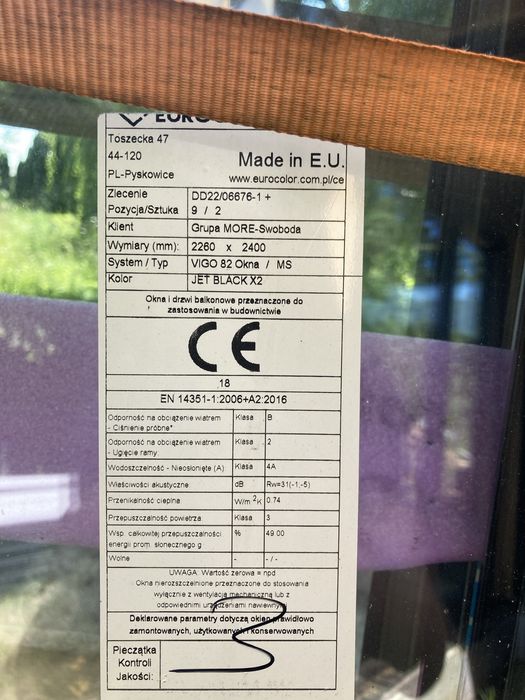 Toszecka 47
44-120
PL-Pyskowice
Made in E.U.
www.eurocolor.com.pl/ce
Zlecenie DD22/06676-1 +
Pozycja/Sztuka 9 / 2
Klient Grupa MORE-Swoboda
Wymiary (mm): 2260 x 2400
System / Typ VIGO 82 Okna / MS
Kolor JET BLACK X2
Okna i drzwi balkonowe przeznaczone do
zastosowania w budownictwie
CE
18
EN 14351-1:2006+A2:2016
Odporność na obciążenie wiatrem Klasa B
- Ciśnienie próbne*
Odporność na obciążenie wiatrem Klasa 2
- Ugięcie ramy
Wodoszczelność - Nieosłonięte (A) Klasa 4A
Właściwości akustyczne dB Rw=31(-1;-5)
Przenikalność cieplna W/m²K 0.74
Przepuszczalność powietrza Klasa 3
Wsp. całkowitej przepuszczalności % 49.00
energii prom. słonecznego g
Wolne - - / -
UWAGA: Wartość zerowa = npd
Okna nierozszczelnione przeznaczone do stosowania
wyłącznie z wentylacją mechaniczną lub z
odpowiednimi urządzeniami nawiewnymi
Deklarowane parametry dotyczą okien prawidłowo
zamontowanych, użytkowanych i konserwowanych
Pieczątka
Kontroli
Jakości: